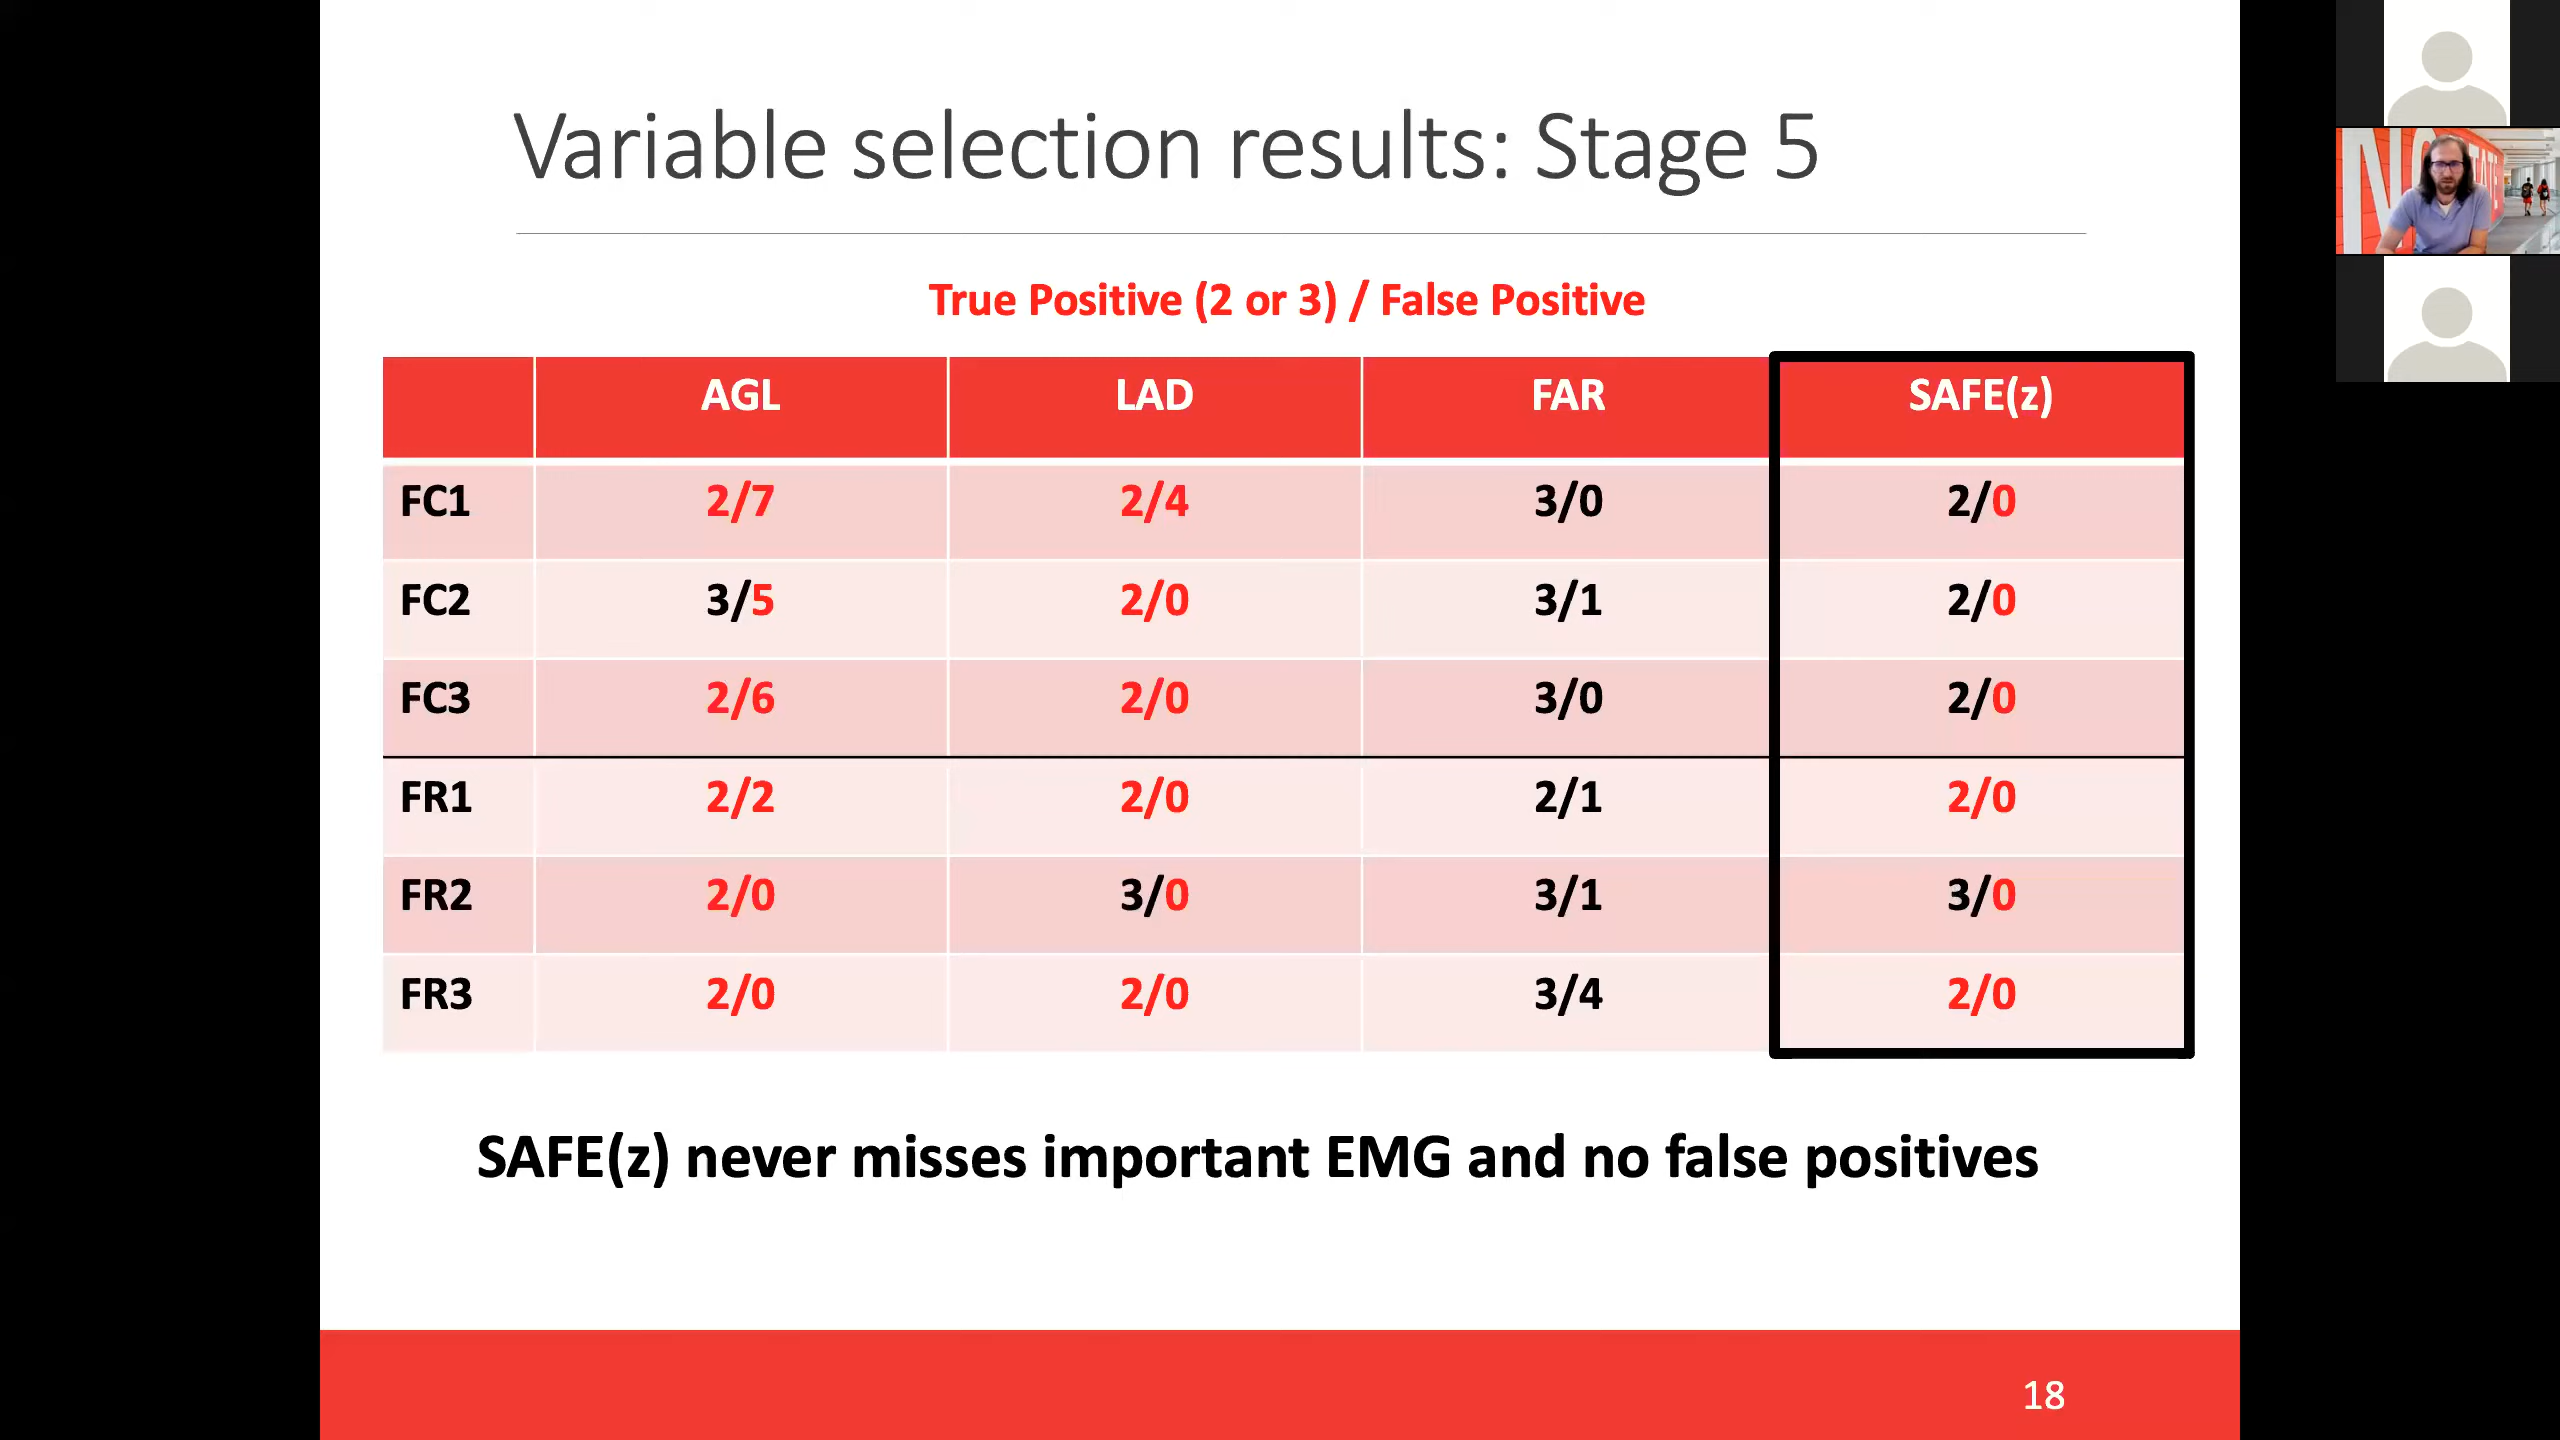 Variable selection results: Stage 5
True Positive (2 or 3) / False Positive
AGL LAD FAR SAFE(z)
FC1 2/7 2/4 3/0 2/0
FC2 3/5 2/0 3/1 2/0
FC3 2/6 2/0 3/0 2/0
FR1 2/2 2/0 2/1 2/0
FR2 2/0 3/0 3/1 3/0
FR3 2/0 2/0 3/4 2/0
SAFE(z) never misses important EMG and no false positives
18